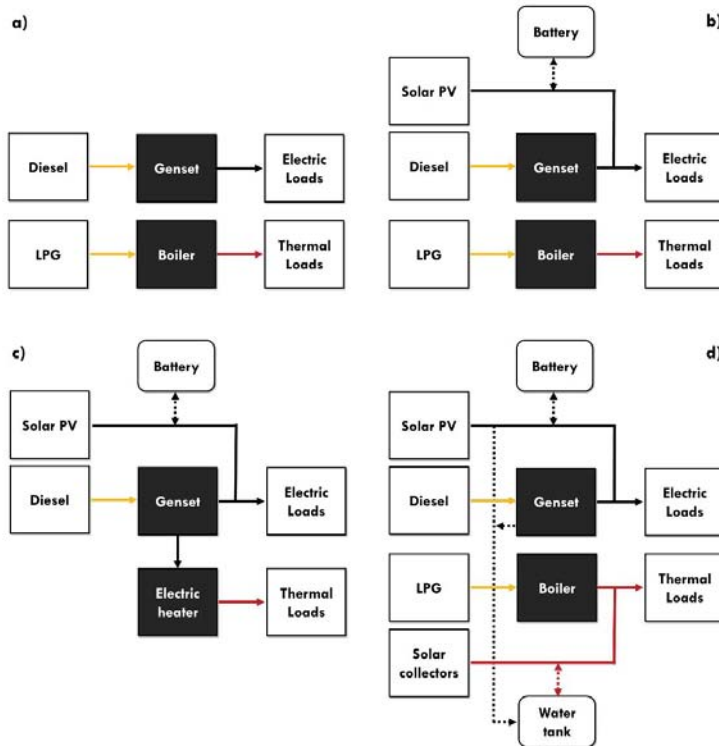 a)
Diesel
Genset
Electric
Loads
LPG
Boiler
Thermal
Loads
b)
Battery
Solar PV
Diesel
Genset
Electric
Loads
LPG
Boiler
Thermal
Loads
c)
Battery
Solar PV
Diesel
Genset
Electric
Loads
Electric
heater
Thermal
Loads
d)
Battery
Solar PV
Diesel
Genset
Electric
Loads
LPG
Boiler
Thermal
Loads
Solar
collectors
Water
tank